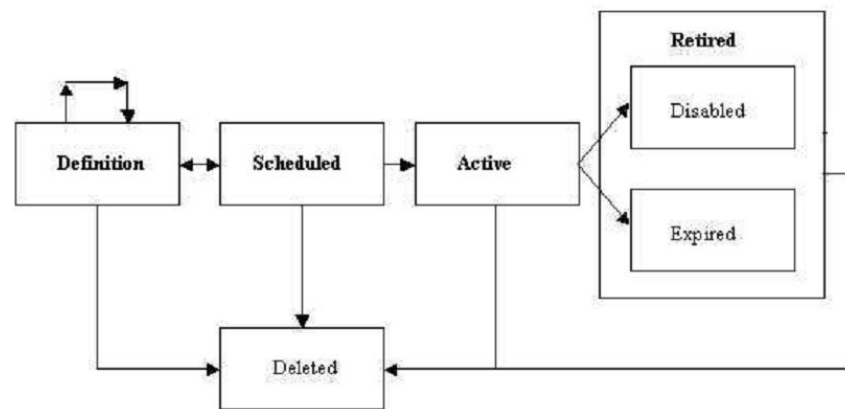 Retired
Disabled
Definition
Scheduled
Active
Expired
Deleted